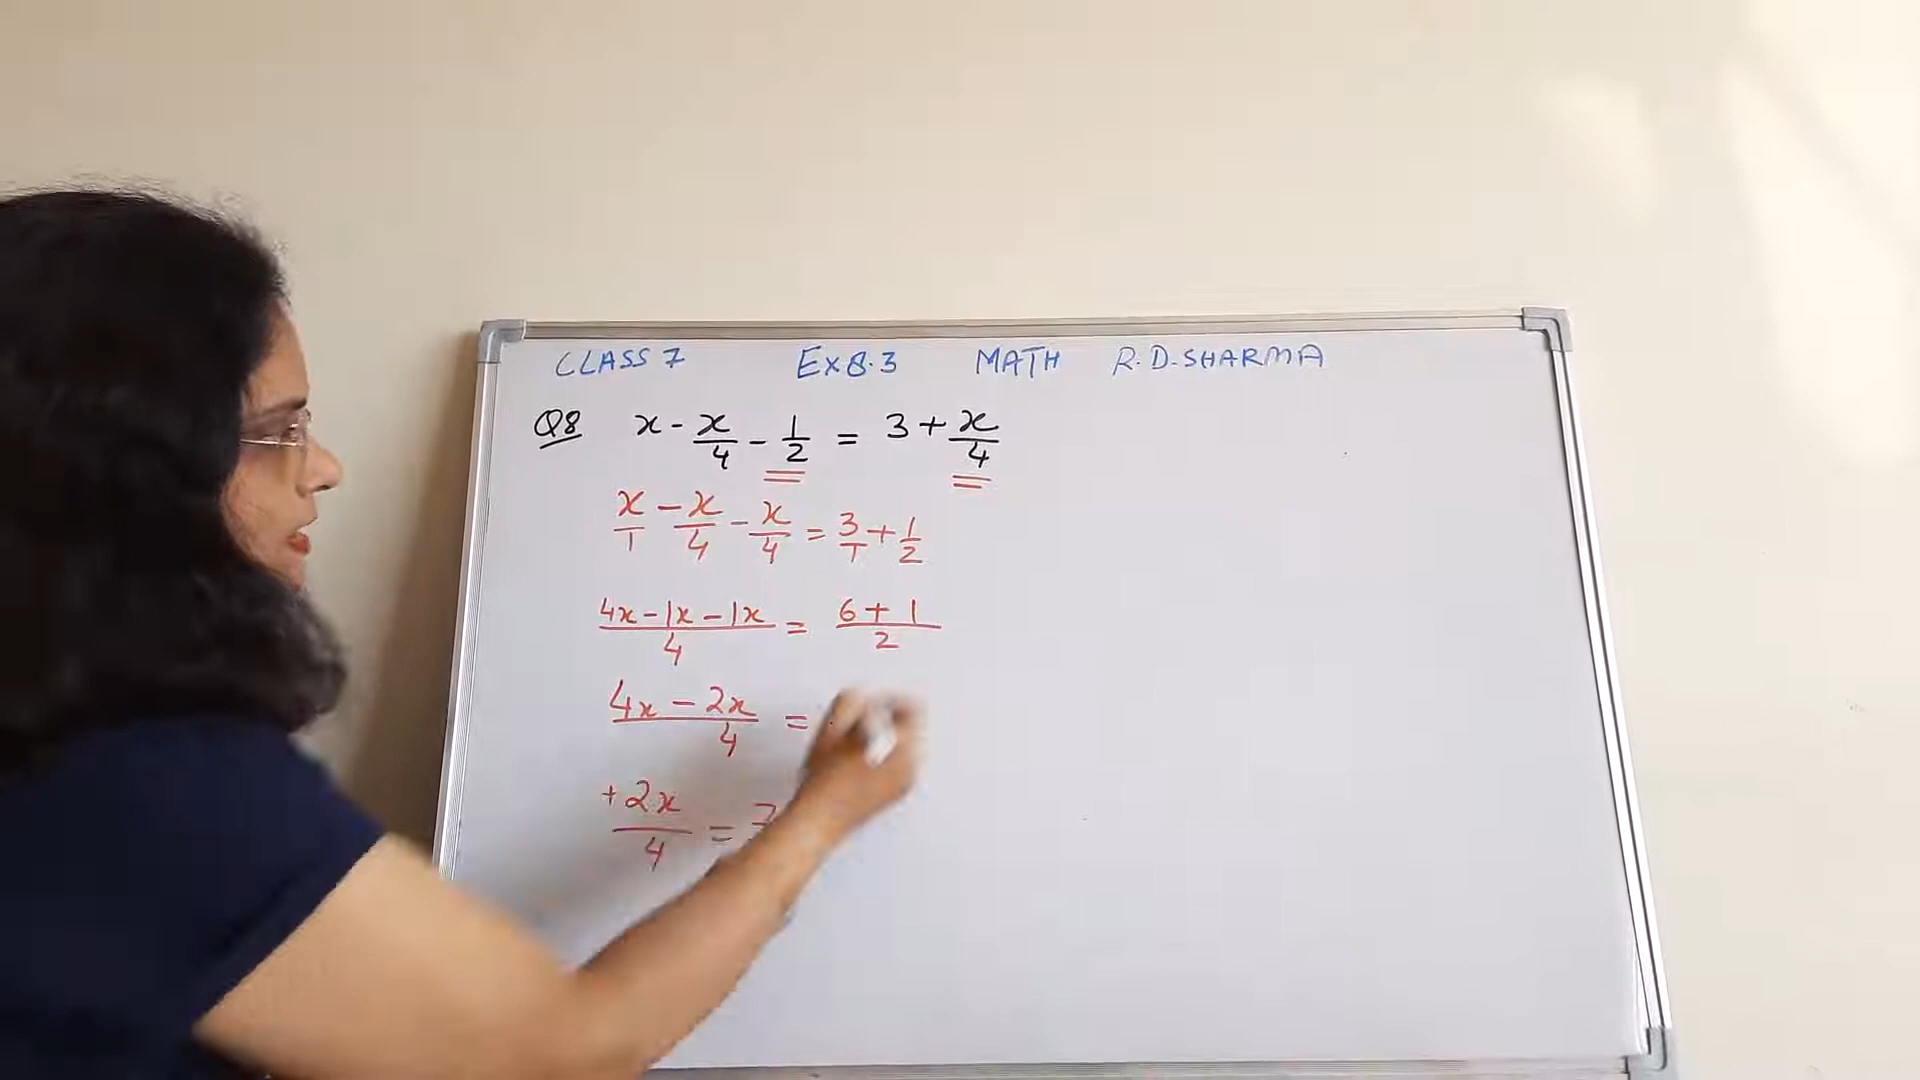 CLASS 7 EX 8.3 MATH R.D.SHARMA
Q8 x - x/4 - 1/2 = 3 + x/4
x/1 - x/4 - x/4 = 3/1 + 1/2
4x - 1x - 1x/4 = 6 + 1/2
4x - 2x/4 =
+2x/4 = 7